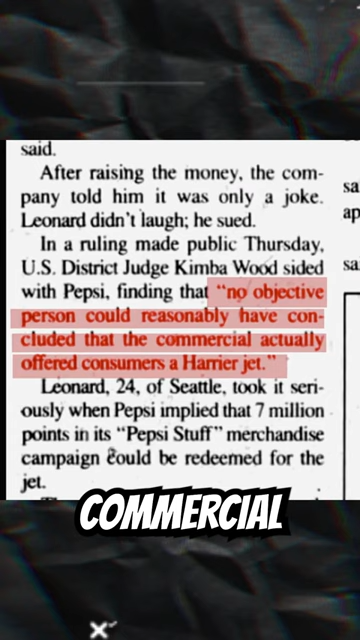 said.
After raising the money, the com-
pany told him it was only a joke.
Leonard didn't laugh; he sued.
In a ruling made public Thursday,
U.S. District Judge Kimba Wood sided
with Pepsi, finding that "no objective
person could reasonably have con-
cluded that the commercial actually
offered consumers a Harrier jet."
Leonard, 24, of Seattle, took it seri-
ously when Pepsi implied that 7 million
points in its "Pepsi Stuff" merchandise
campaign could be redeemed for the
jet.
sa
ap
sa
COMMERCIAL